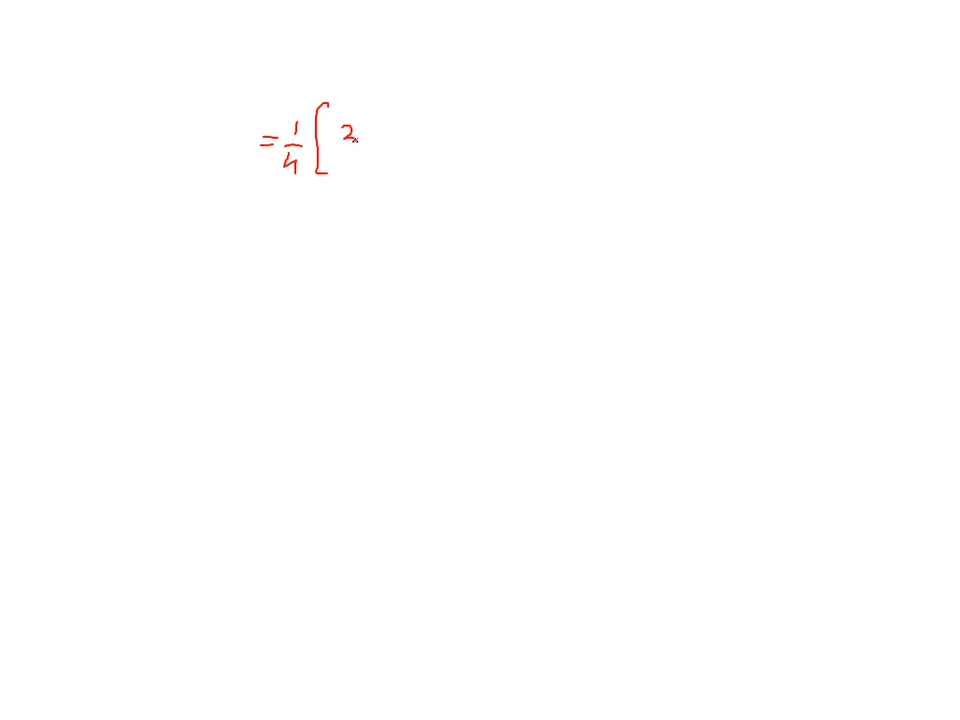 = 1/4 [ 2